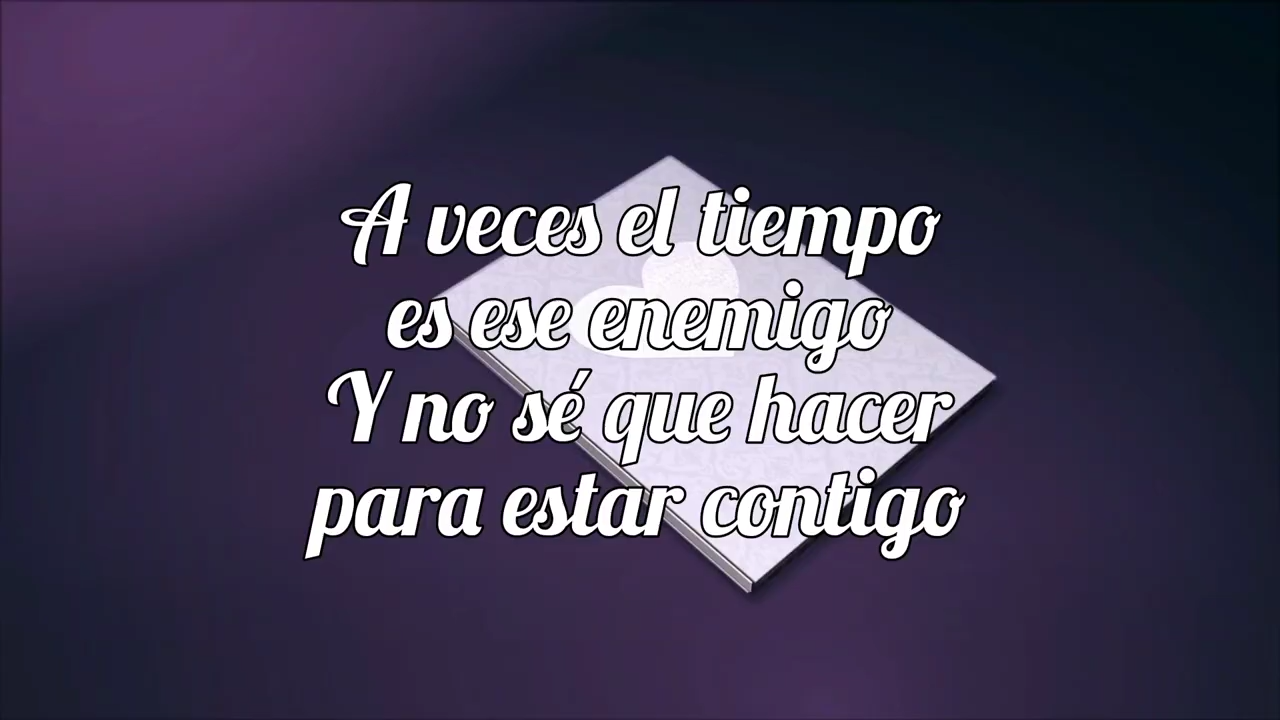 A veces el tiempo
es ese enemigo
Y no sé que hacer
para estar contigo